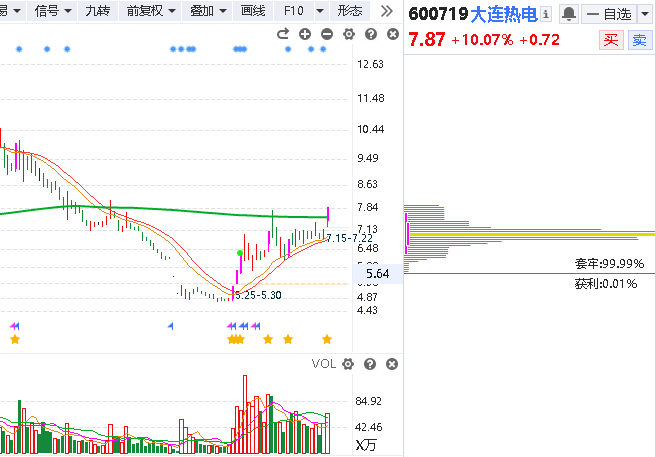 易 信号 九转 前复权 叠加 画线 F10 形态
600719 大连热电 i 一 自选
7.87 +10.07% +0.72 买 卖
12.63
11.48
10.44
9.49
8.63
7.84
7.13
7.15-7.22
6.48
5.64
5.25-5.30
4.87
4.43
套牢:99.99%
获利:0.01%
VOL
84.92
42.46
X万